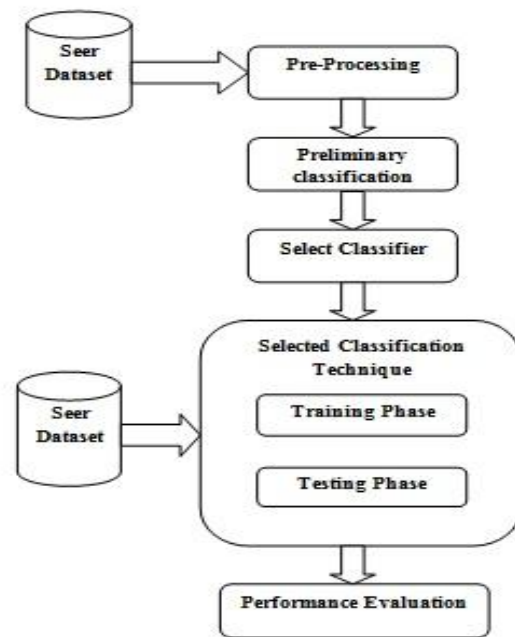 Seer
Dataset
Pre-Processing
Preliminary
classification
Select Classifier
Selected Classification
Technique
Training Phase
Seer
Dataset
Testing Phase
Performance Evaluation